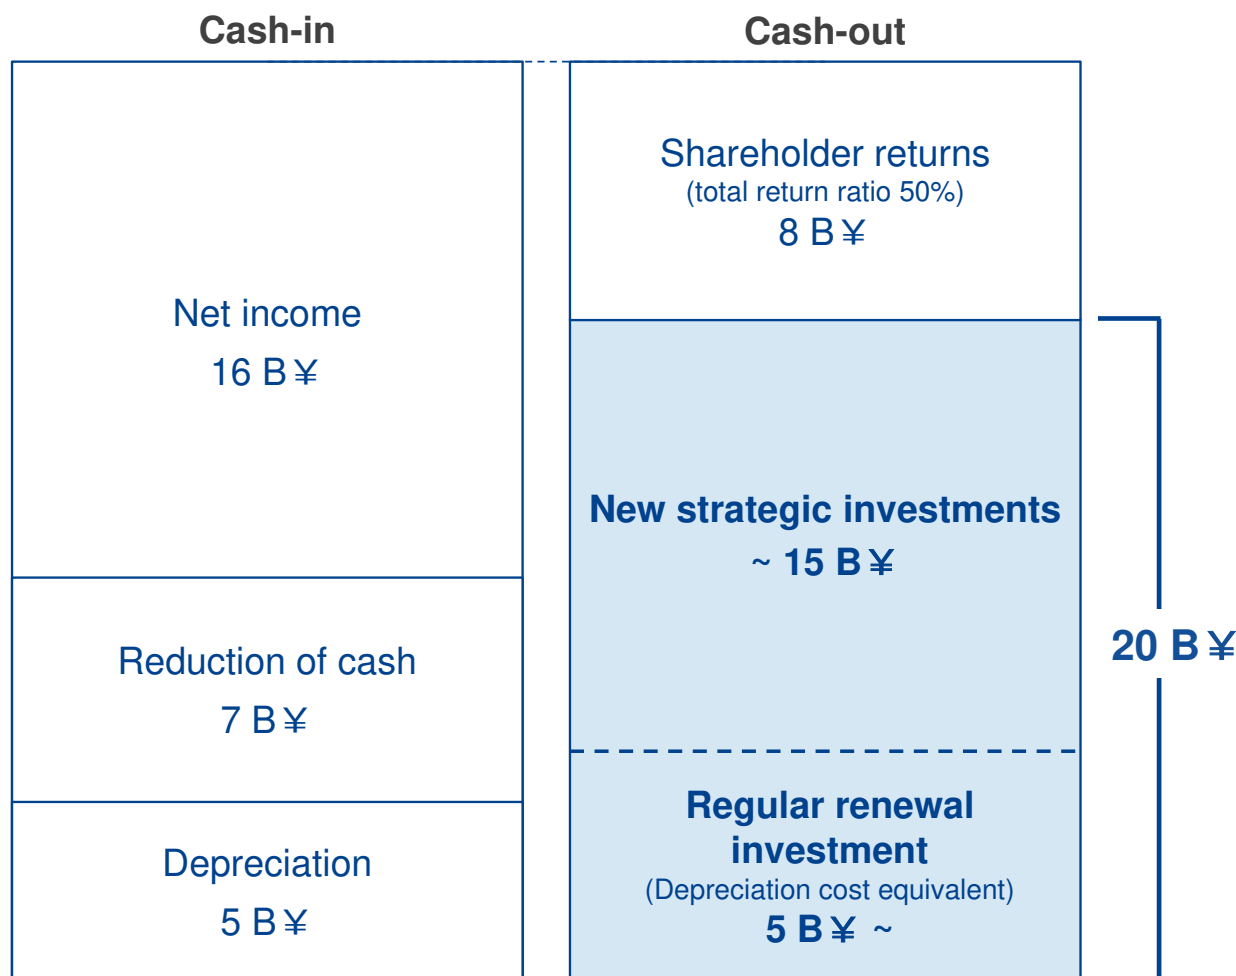 Cash-in
Net income
16 B¥
Reduction of cash
7 B¥
Depreciation
5 B¥
Cash-out
Shareholder returns
(total return ratio 50%)
8 B¥
New strategic investments
~ 15 B¥
Regular renewal
investment
(Depreciation cost equivalent)
5 B¥ ~
20 B¥